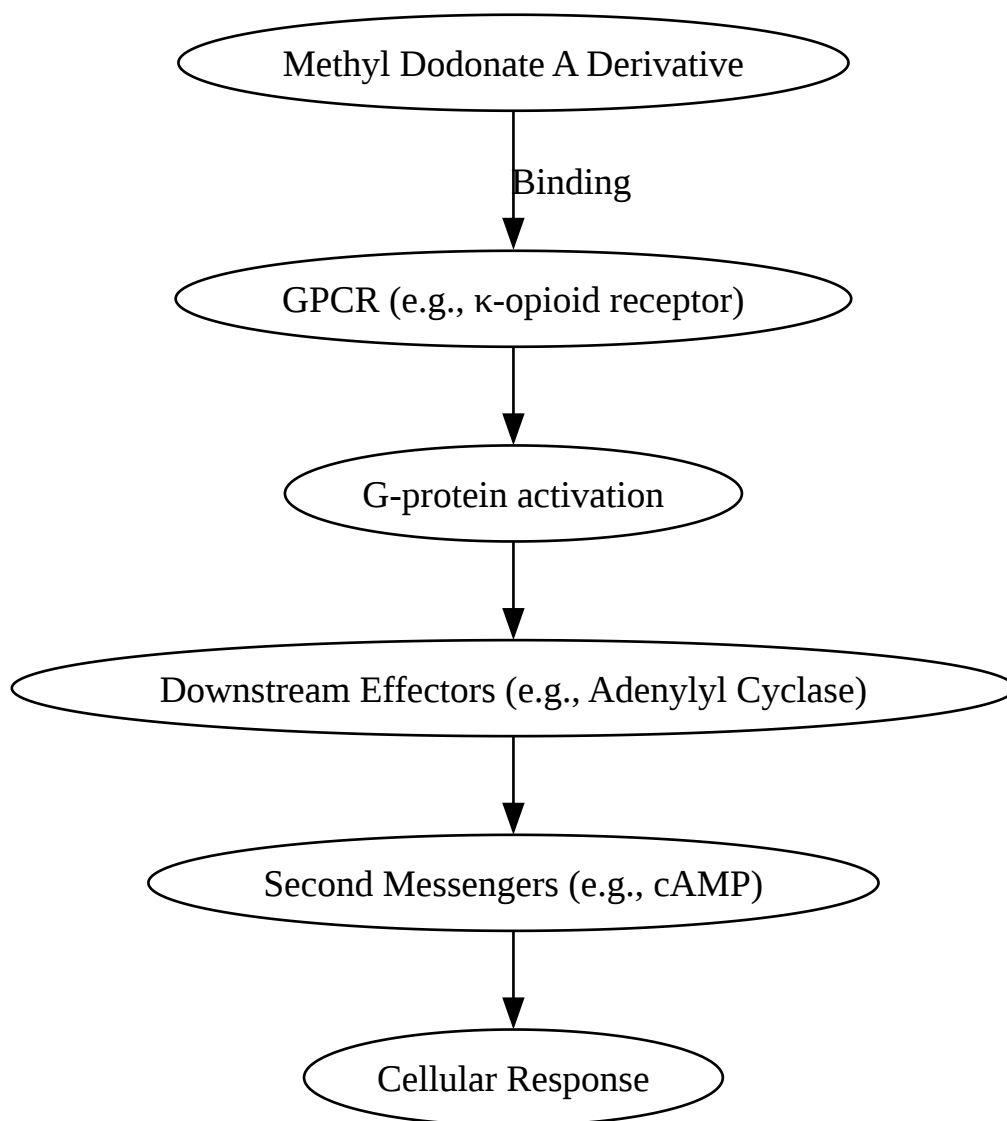 Methyl Dodonate A Derivative
Binding
GPCR (e.g., κ-opioid receptor)
G-protein activation
Downstream Effectors (e.g., Adenylyl Cyclase)
Second Messengers (e.g., cAMP)
Cellular Response